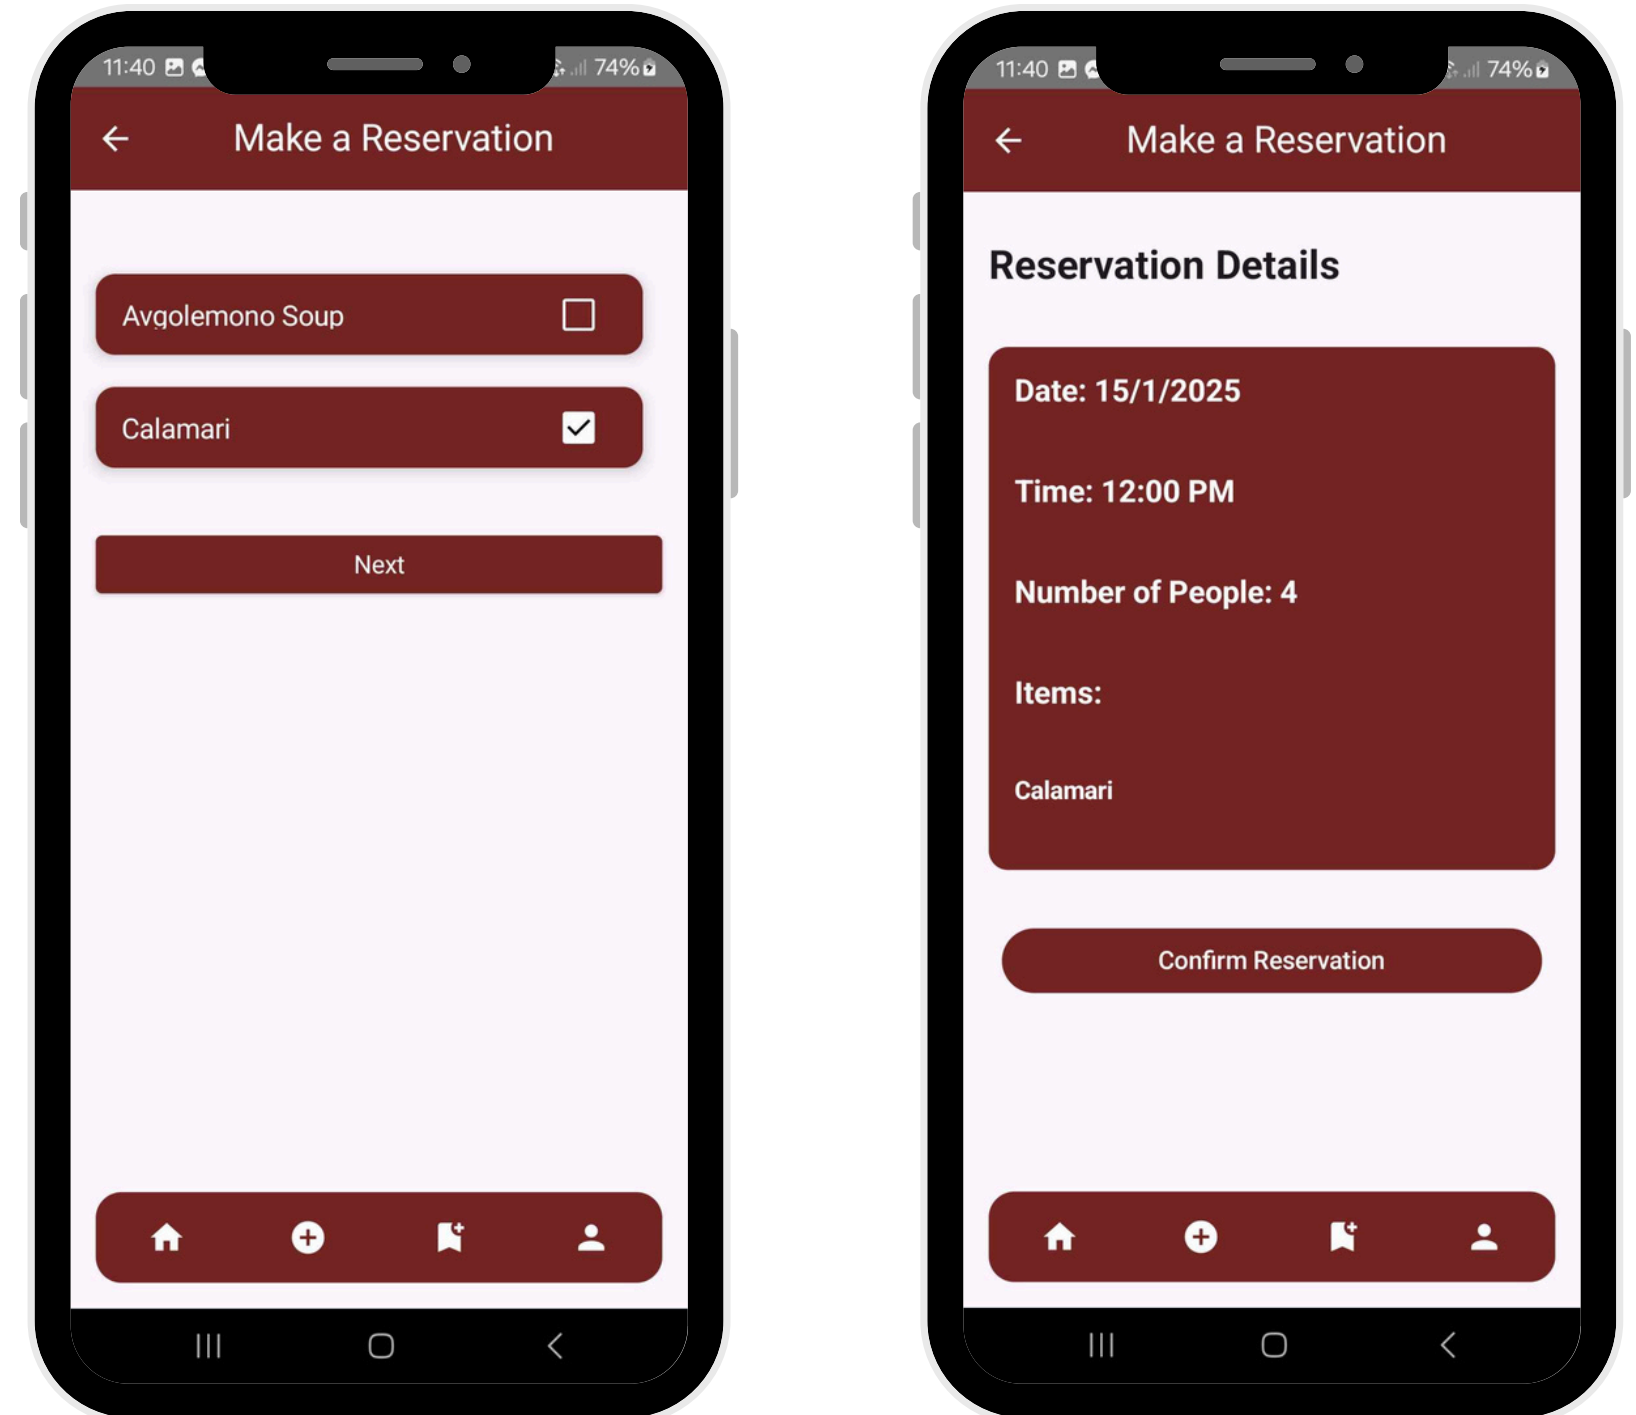 11:40 74%
Make a Reservation
Avgolemono Soup
Calamari
Next
11:40 74%
Make a Reservation
Reservation Details
Date: 15/1/2025
Time: 12:00 PM
Number of People: 4
Items:
Calamari
Confirm Reservation